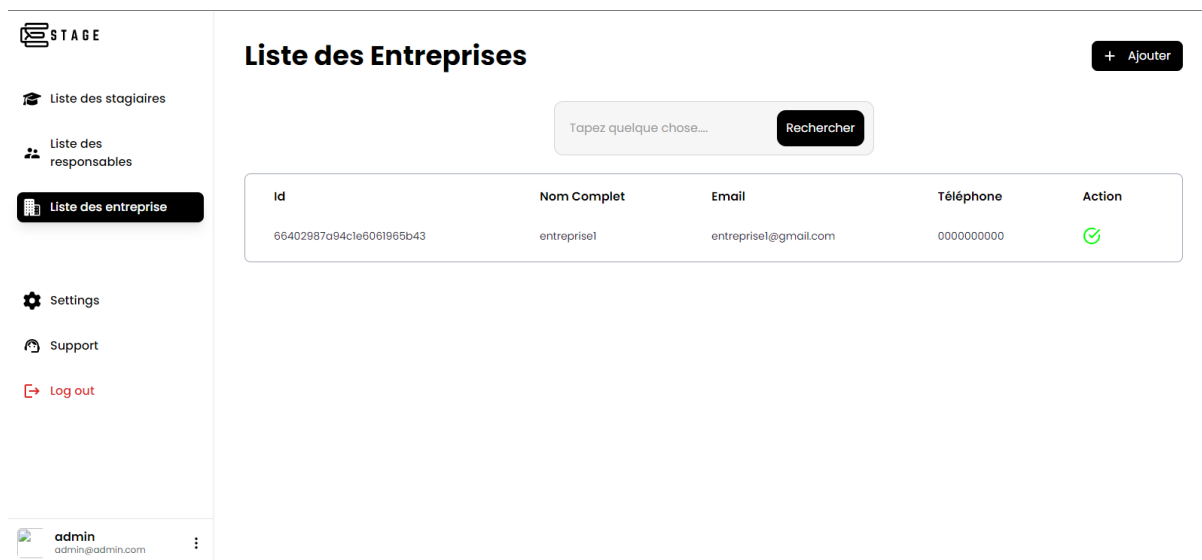 STAGE
Liste des stagiaires
Liste des
responsables
Liste des entreprise
Settings
Support
Log out
admin
admin@admin.com
Liste des Entreprises
+ Ajouter
Tapez quelque chose....
Rechercher
Id Nom Complet Email Téléphone Action
66402987a94c1e6061965b43 entreprise1 entreprise1@gmail.com 0000000000